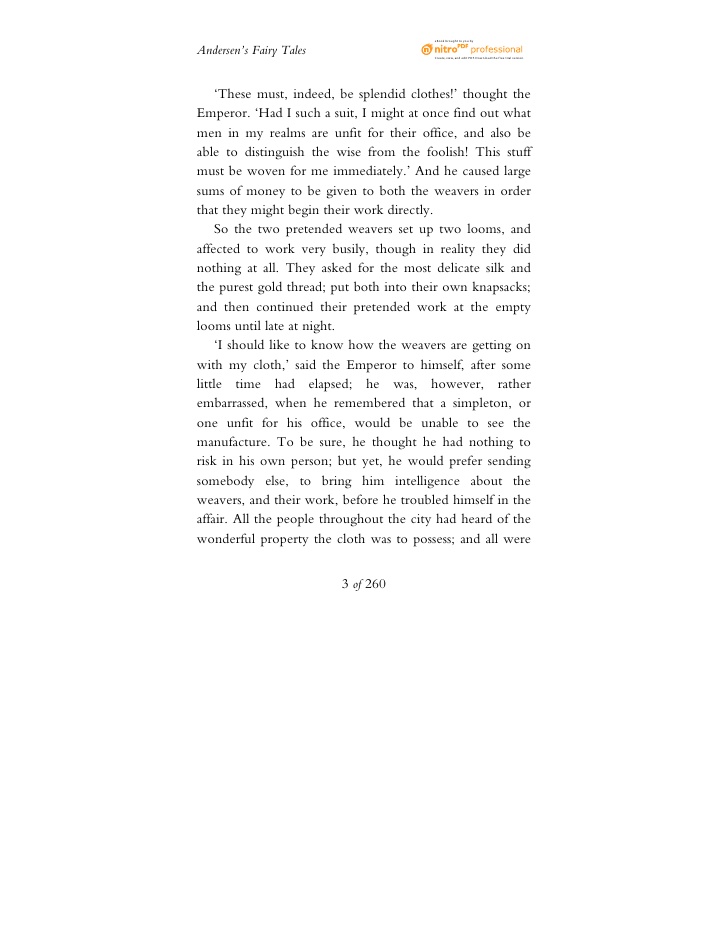 Andersen's Fairy Tales
nitroPDF professional
‘These must, indeed, be splendid clothes!’ thought the
Emperor. ‘Had I such a suit, I might at once find out what
men in my realms are unfit for their office, and also be
able to distinguish the wise from the foolish! This stuff
must be woven for me immediately.’ And he caused large
sums of money to be given to both the weavers in order
that they might begin their work directly.
So the two pretended weavers set up two looms, and
affected to work very busily, though in reality they did
nothing at all. They asked for the most delicate silk and
the purest gold thread; put both into their own knapsacks;
and then continued their pretended work at the empty
looms until late at night.
‘I should like to know how the weavers are getting on
with my cloth,’ said the Emperor to himself, after some
little time had elapsed; he was, however, rather
embarrassed, when he remembered that a simpleton, or
one unfit for his office, would be unable to see the
manufacture. To be sure, he thought he had nothing to
risk in his own person; but yet, he would prefer sending
somebody else, to bring him intelligence about the
weavers, and their work, before he troubled himself in the
affair. All the people throughout the city had heard of the
wonderful property the cloth was to possess; and all were
3 of 260